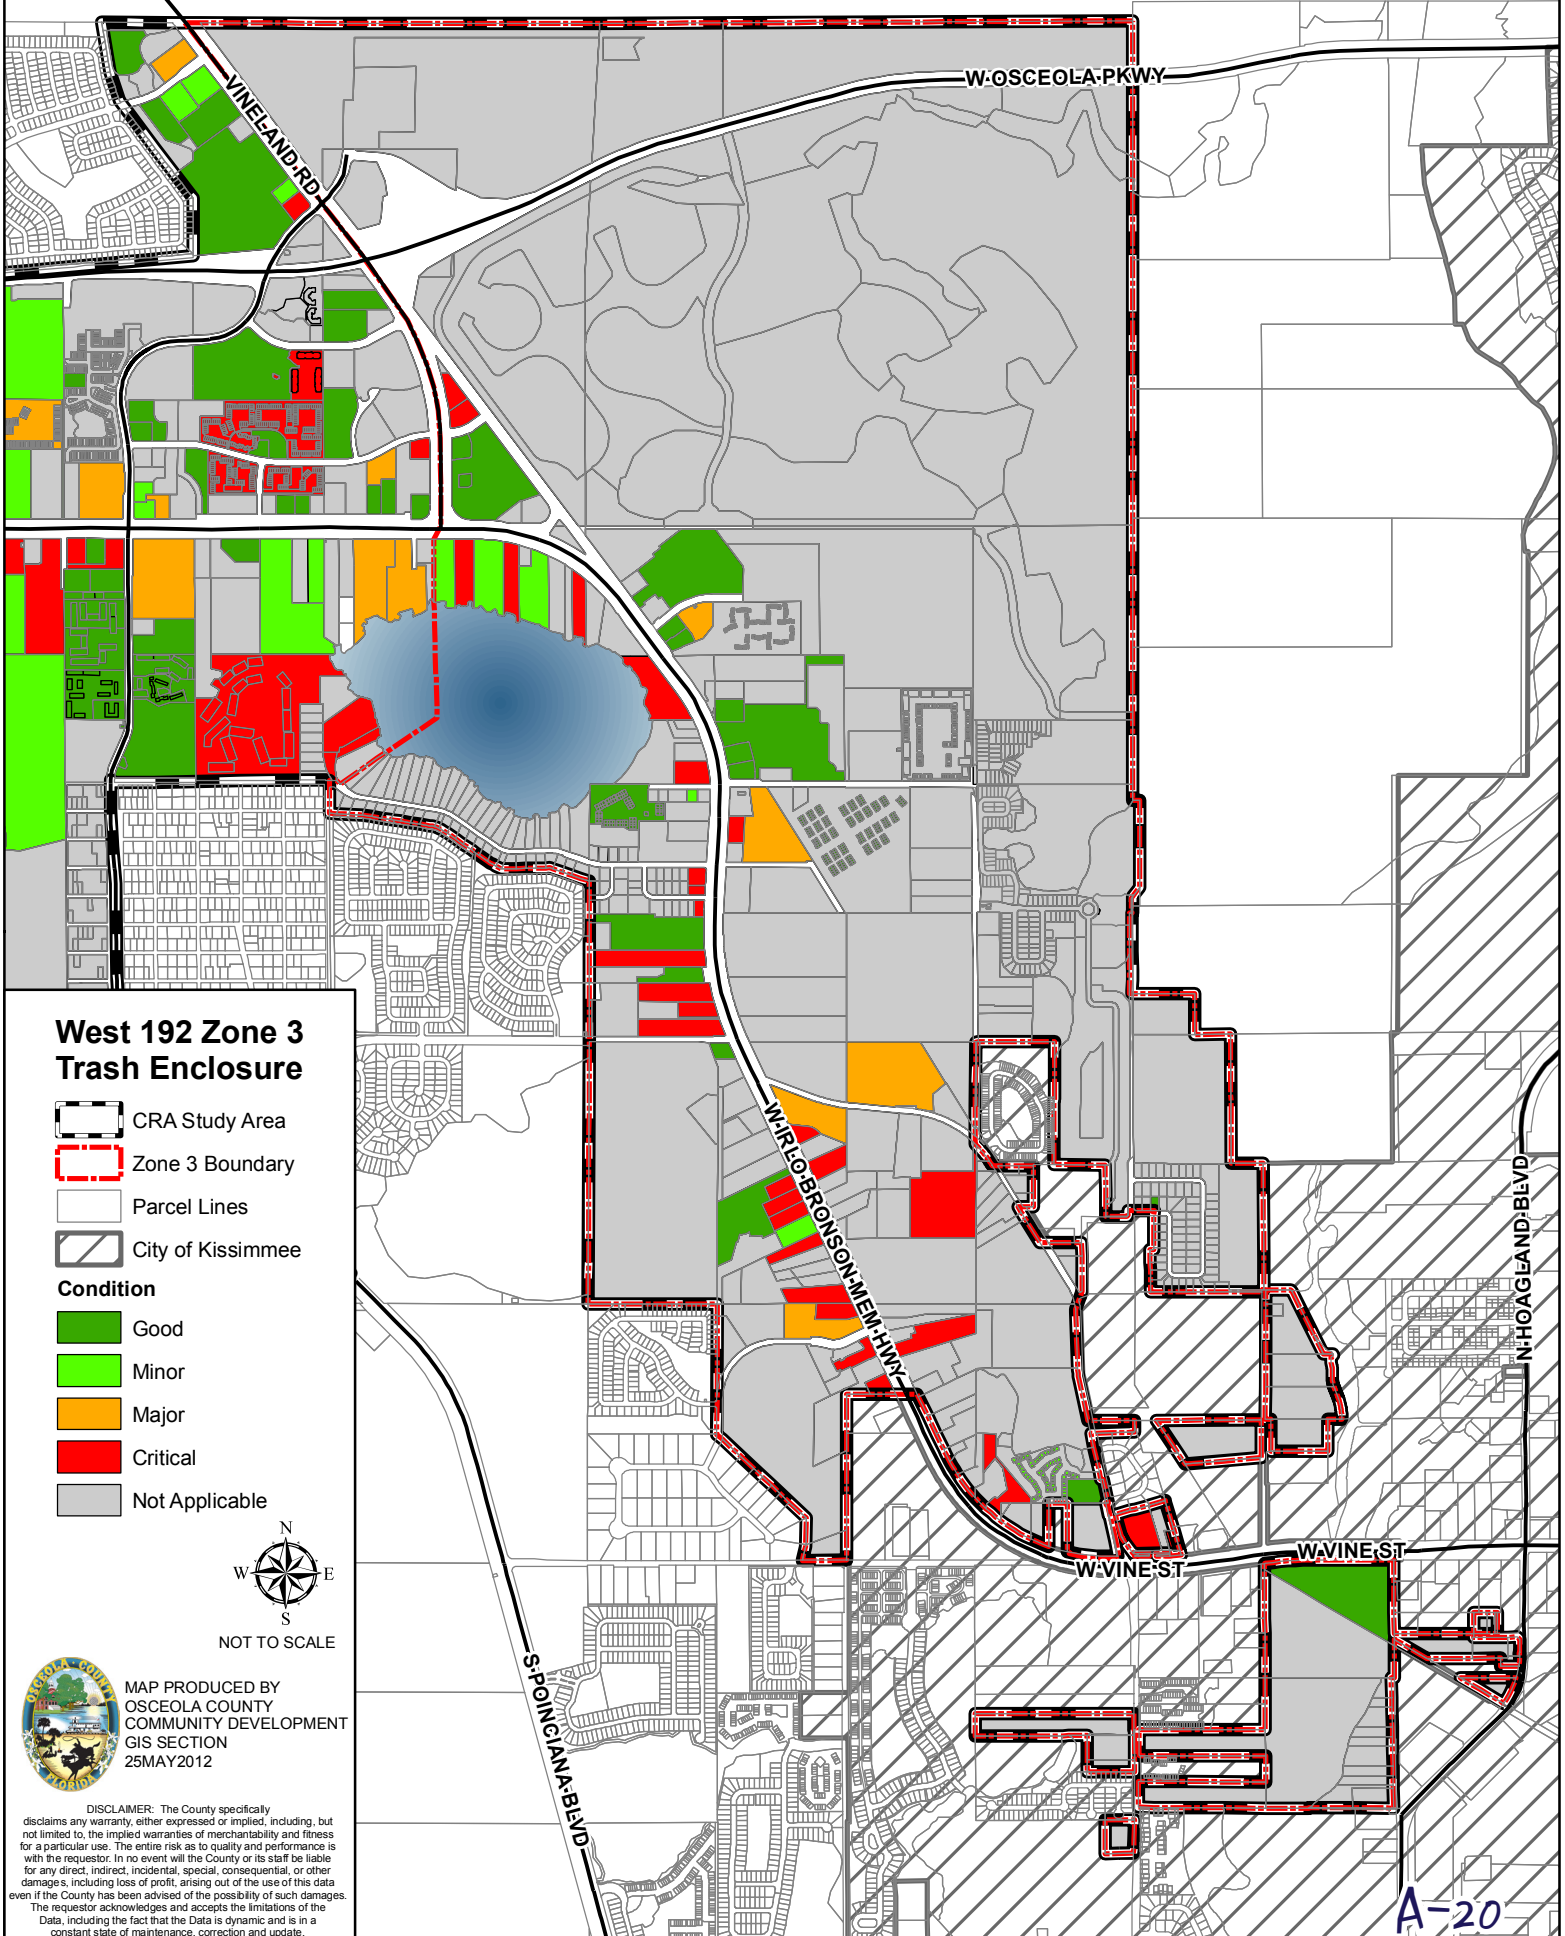 W OSCEOLA PKWY
VINELAND RD
West 192 Zone 3
Trash Enclosure
CRA Study Area
Zone 3 Boundary
Parcel Lines
City of Kissimmee
Condition
Good
Minor
Major
Critical
Not Applicable
W IRLO BRONSON MEM HWY
N HOAGLAND BLVD
W VINE ST
W VINE ST
S POINCIANA BLVD
N
W E
S
NOT TO SCALE
OSCEOLA COUNTY
FLORIDA
MAP PRODUCED BY
OSCEOLA COUNTY
COMMUNITY DEVELOPMENT
GIS SECTION
25MAY2012
DISCLAIMER: The County specifically
disclaims any warranty, either expressed or implied, including, but
not limited to, the implied warranties of merchantability and fitness
for a particular use. The entire risk as to quality and performance is
with the requestor. In no event will the County or its staff be liable
for any direct, indirect, incidental, special, consequential, or other
damages, including loss of profit, arising out of the use of this data
even if the County has been advised of the possibility of such damages.
The requestor acknowledges and accepts the limitations of the
Data, including the fact that the Data is dynamic and is in a
constant state of maintenance, correction and update.
A-20